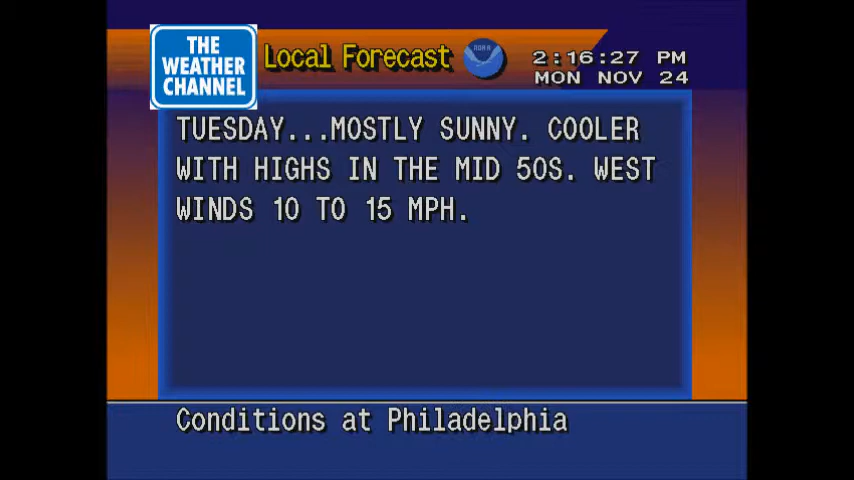 THE
WEATHER
CHANNEL
Local Forecast
NOAA
2:16:27 PM
MON NOV 24
TUESDAY...MOSTLY SUNNY. COOLER
WITH HIGHS IN THE MID 50S. WEST
WINDS 10 TO 15 MPH.
Conditions at Philadelphia